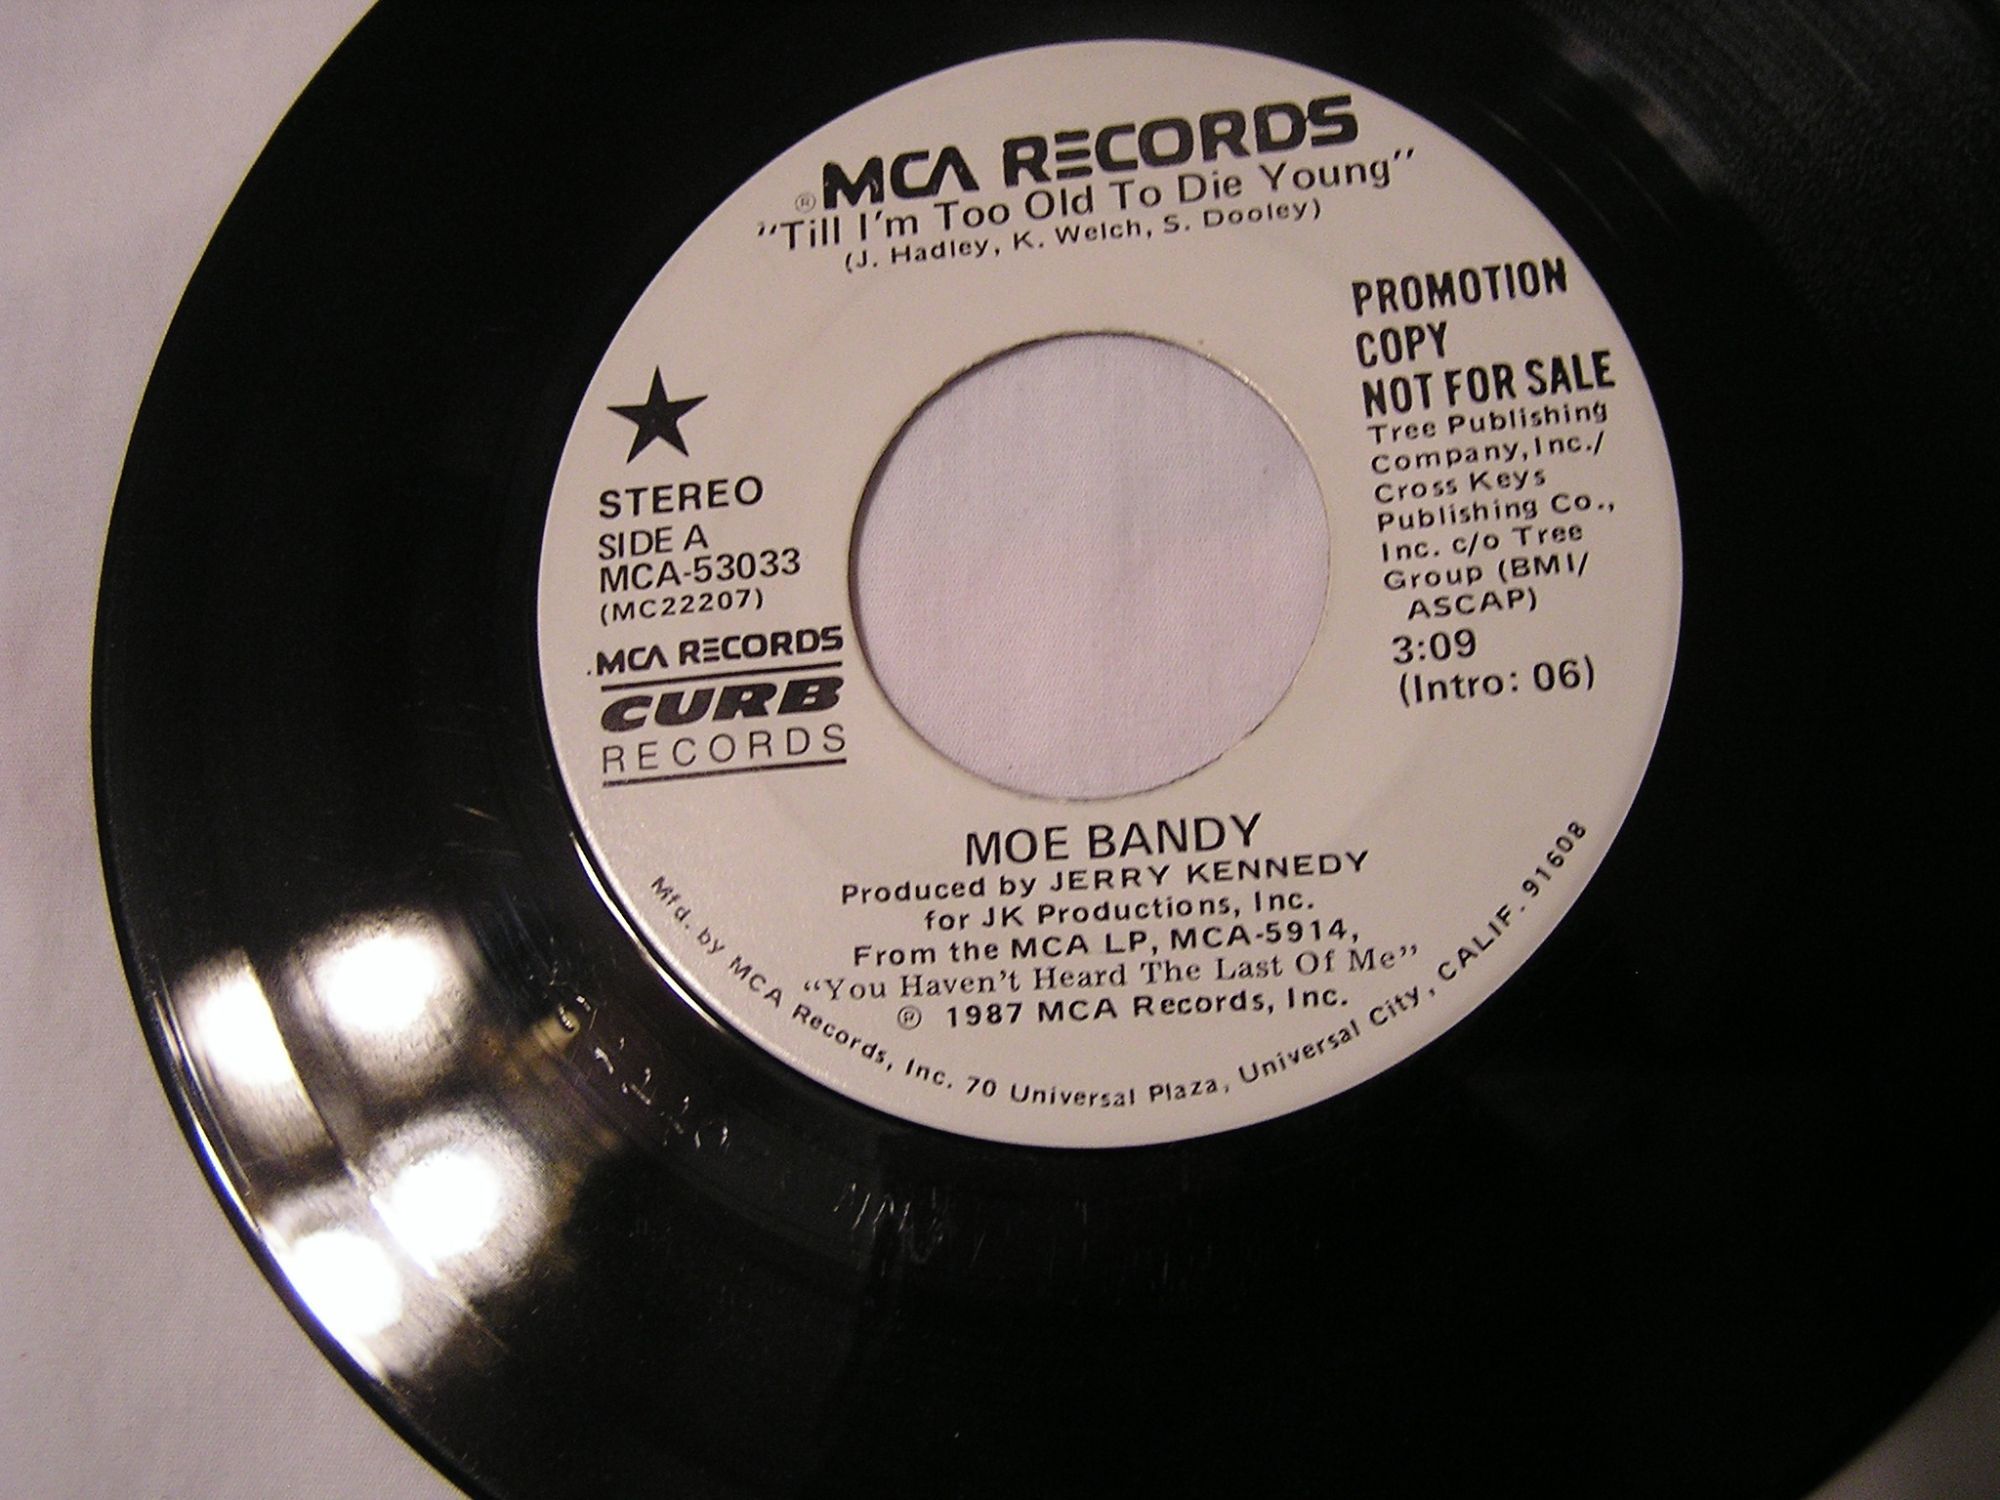 ® MCA RECORDS
"Till I'm Too Old To Die Young"
(J. Hadley, K. Welch, S. Dooley)
STEREO
SIDE A
MCA-53033
(MC22207)
MCA RECORDS
CURB
RECORDS
PROMOTION
COPY
NOT FOR SALE
Tree Publishing
Company, Inc./
Cross Keys
Publishing Co.,
Inc. c/o Tree
Group (BMI/
ASCAP)
3:09
(Intro: 06)
MOE BANDY
Produced by JERRY KENNEDY
for JK Productions, Inc.
From the MCA LP, MCA-5914,
“You Haven't Heard The Last Of Me”
℗ 1987 MCA Records, Inc.
Mfd. by MCA Records, Inc. 70 Universal Plaza, Universal City, CALIF. 91608